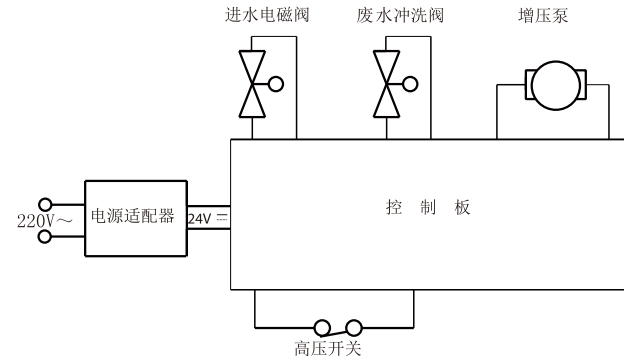 进水电磁阀 废水冲洗阀 增压泵
控 制 板
电源适配器
220V～ 24V ⎓
高压开关